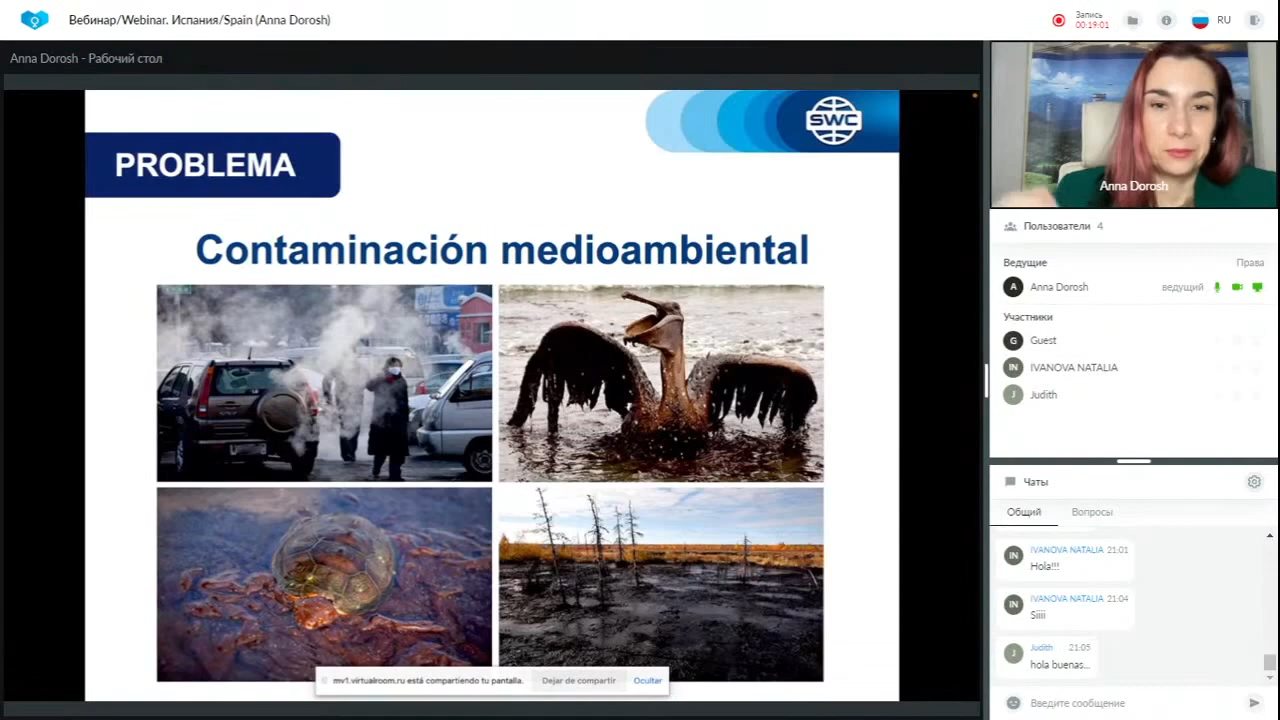 Вебинар/Webinar. Испания/Spain (Anna Dorosh)
Запись
00:19:01
RU
Anna Dorosh - Рабочий стол
SWC
PROBLEMA
Contaminación medioambiental
mv1.virtualroom.ru está compartiendo tu pantalla.
Dejar de compartir
Ocultar
Anna Dorosh
Пользователи 4
Ведущие Права
A Anna Dorosh ведущий
Участники
G Guest
IN IVANOVA NATALIA
J Judith
Чаты
Общий Вопросы
IN IVANOVA NATALIA 21:01
Hola!!!
IN IVANOVA NATALIA 21:04
Siiii
J Judith 21:05
hola buenas...
Введите сообщение